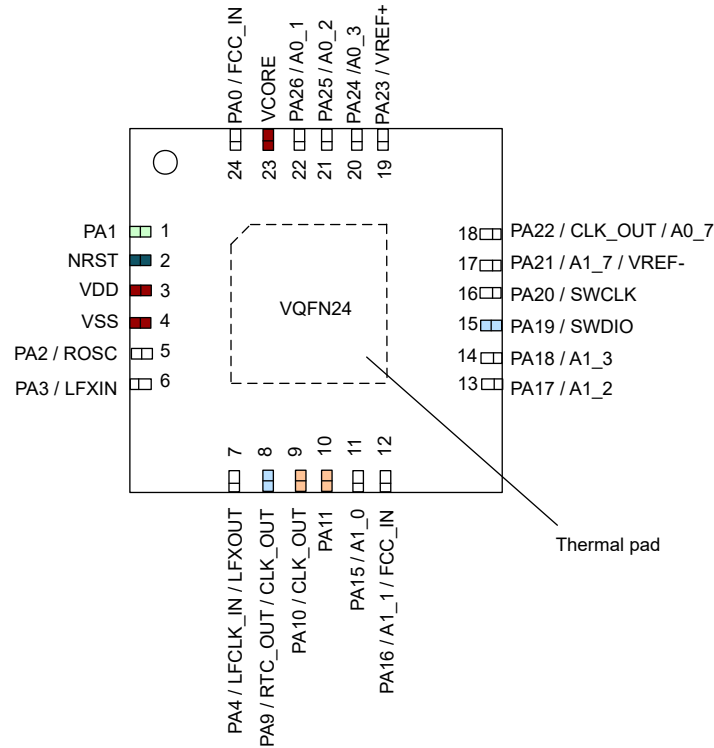 PA0 / FCC_IN
VCORE
PA26 / A0_1
PA25 / A0_2
PA24 /A0_3
PA23 / VREF+
24
23
22
21
20
19
PA1
1
NRST
2
VDD
3
VSS
4
PA2 / ROSC
5
PA3 / LFXIN
6
VQFN24
18
PA22 / CLK_OUT / A0_7
17
PA21 / A1_7 / VREF-
16
PA20 / SWCLK
15
PA19 / SWDIO
14
PA18 / A1_3
13
PA17 / A1_2
7
8
9
10
11
12
PA4 / LFCLK_IN / LFXOUT
PA9 / RTC_OUT / CLK_OUT
PA10 / CLK_OUT
PA11
PA15 / A1_0
PA16 / A1_1 / FCC_IN
Thermal pad